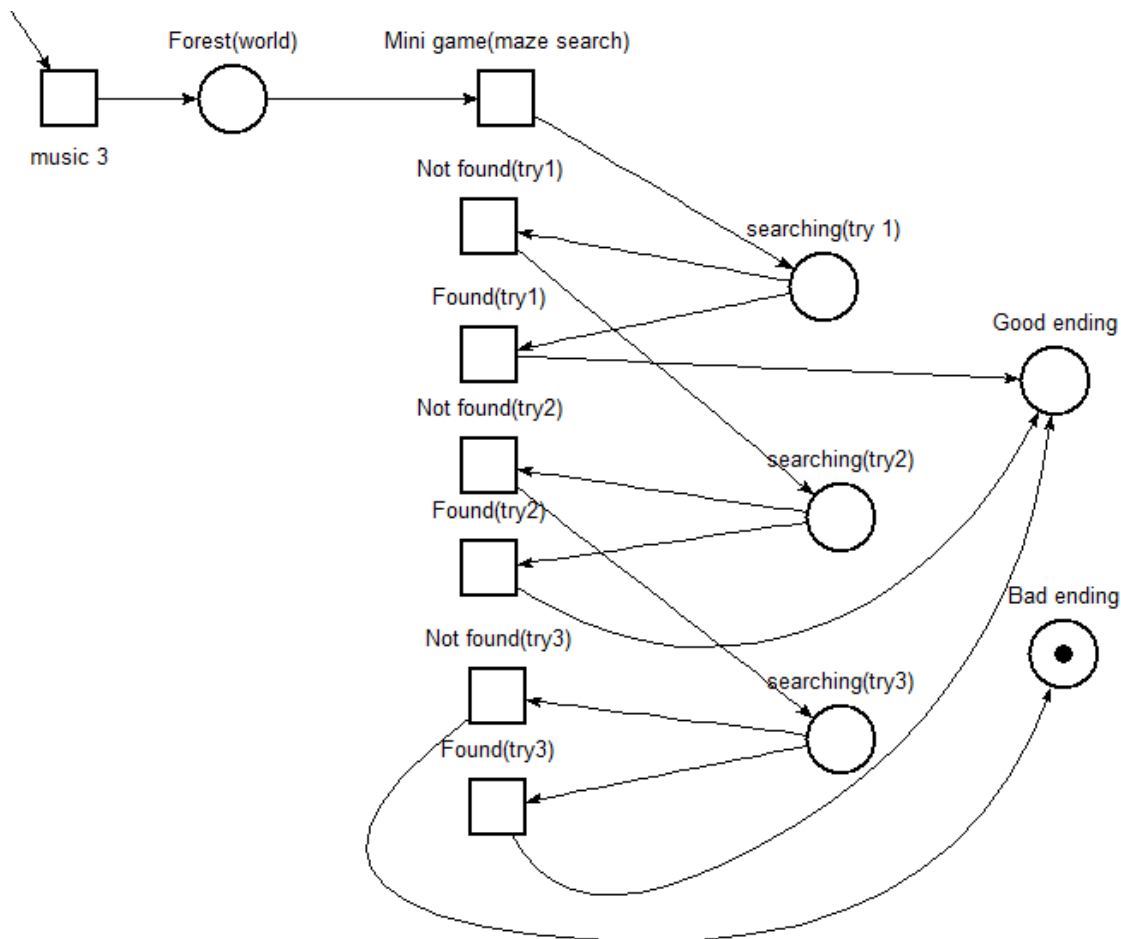 Forest(world)
Mini game(maze search)
music 3
Not found(try1)
searching(try 1)
Found(try1)
Good ending
Not found(try2)
searching(try2)
Found(try2)
Bad ending
Not found(try3)
searching(try3)
Found(try3)